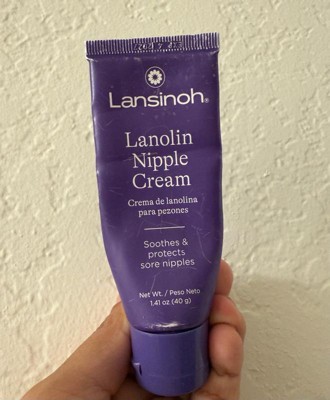 Lansinoh®
Lanolin
Nipple
Cream
Crema de lanolina
para pezones
Soothes &
protects
sore nipples
Net Wt. / Peso Neto
1.41 oz (40 g)